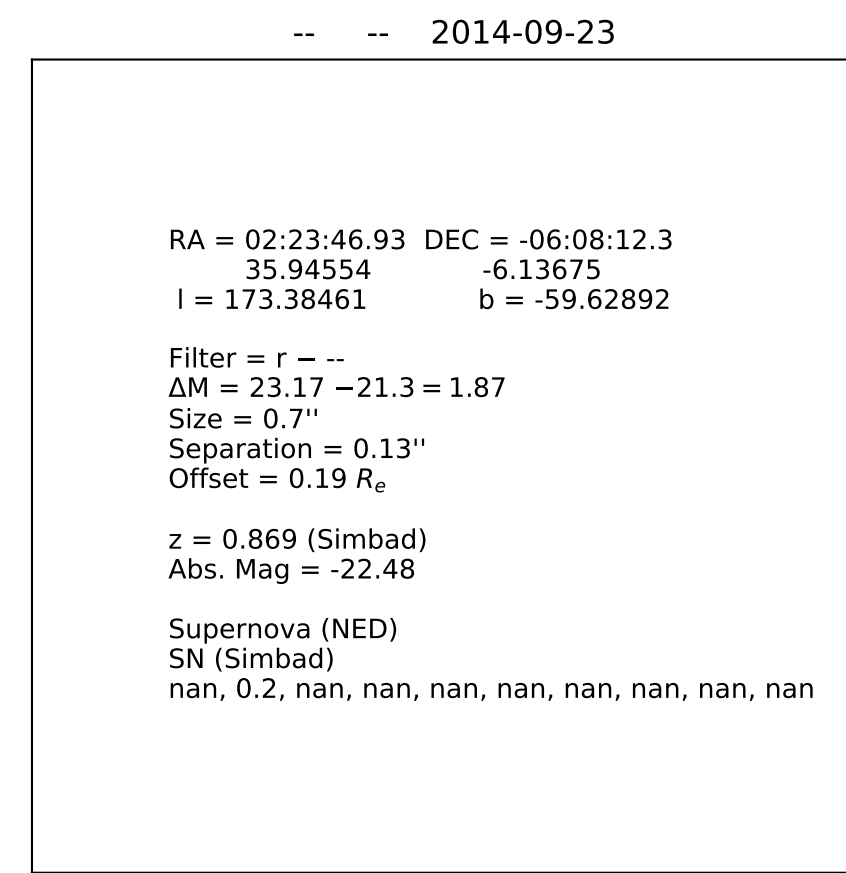 -- -- 2014-09-23
RA = 02:23:46.93 DEC = -06:08:12.3
35.94554 -6.13675
l = 173.38461 b = -59.62892
Filter = r − --
ΔM = 23.17 −21.3 = 1.87
Size = 0.7''
Separation = 0.13''
Offset = 0.19 Rₑ
z = 0.869 (Simbad)
Abs. Mag = -22.48
Supernova (NED)
SN (Simbad)
nan, 0.2, nan, nan, nan, nan, nan, nan, nan, nan